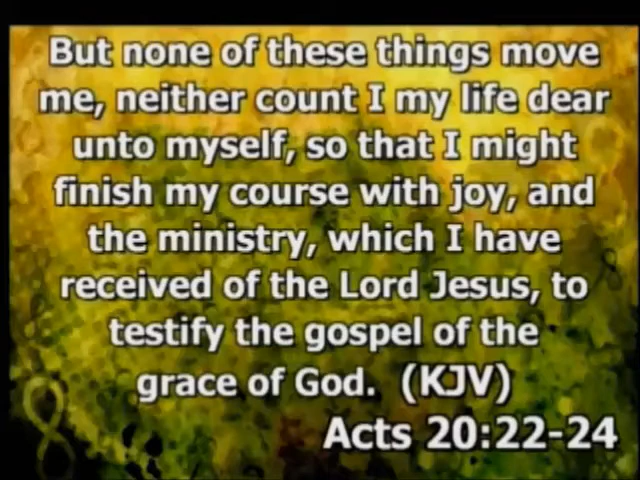 But none of these things move
me, neither count I my life dear
unto myself, so that I might
finish my course with joy, and
the ministry, which I have
received of the Lord Jesus, to
testify the gospel of the
grace of God.  (KJV)
Acts 20:22-24